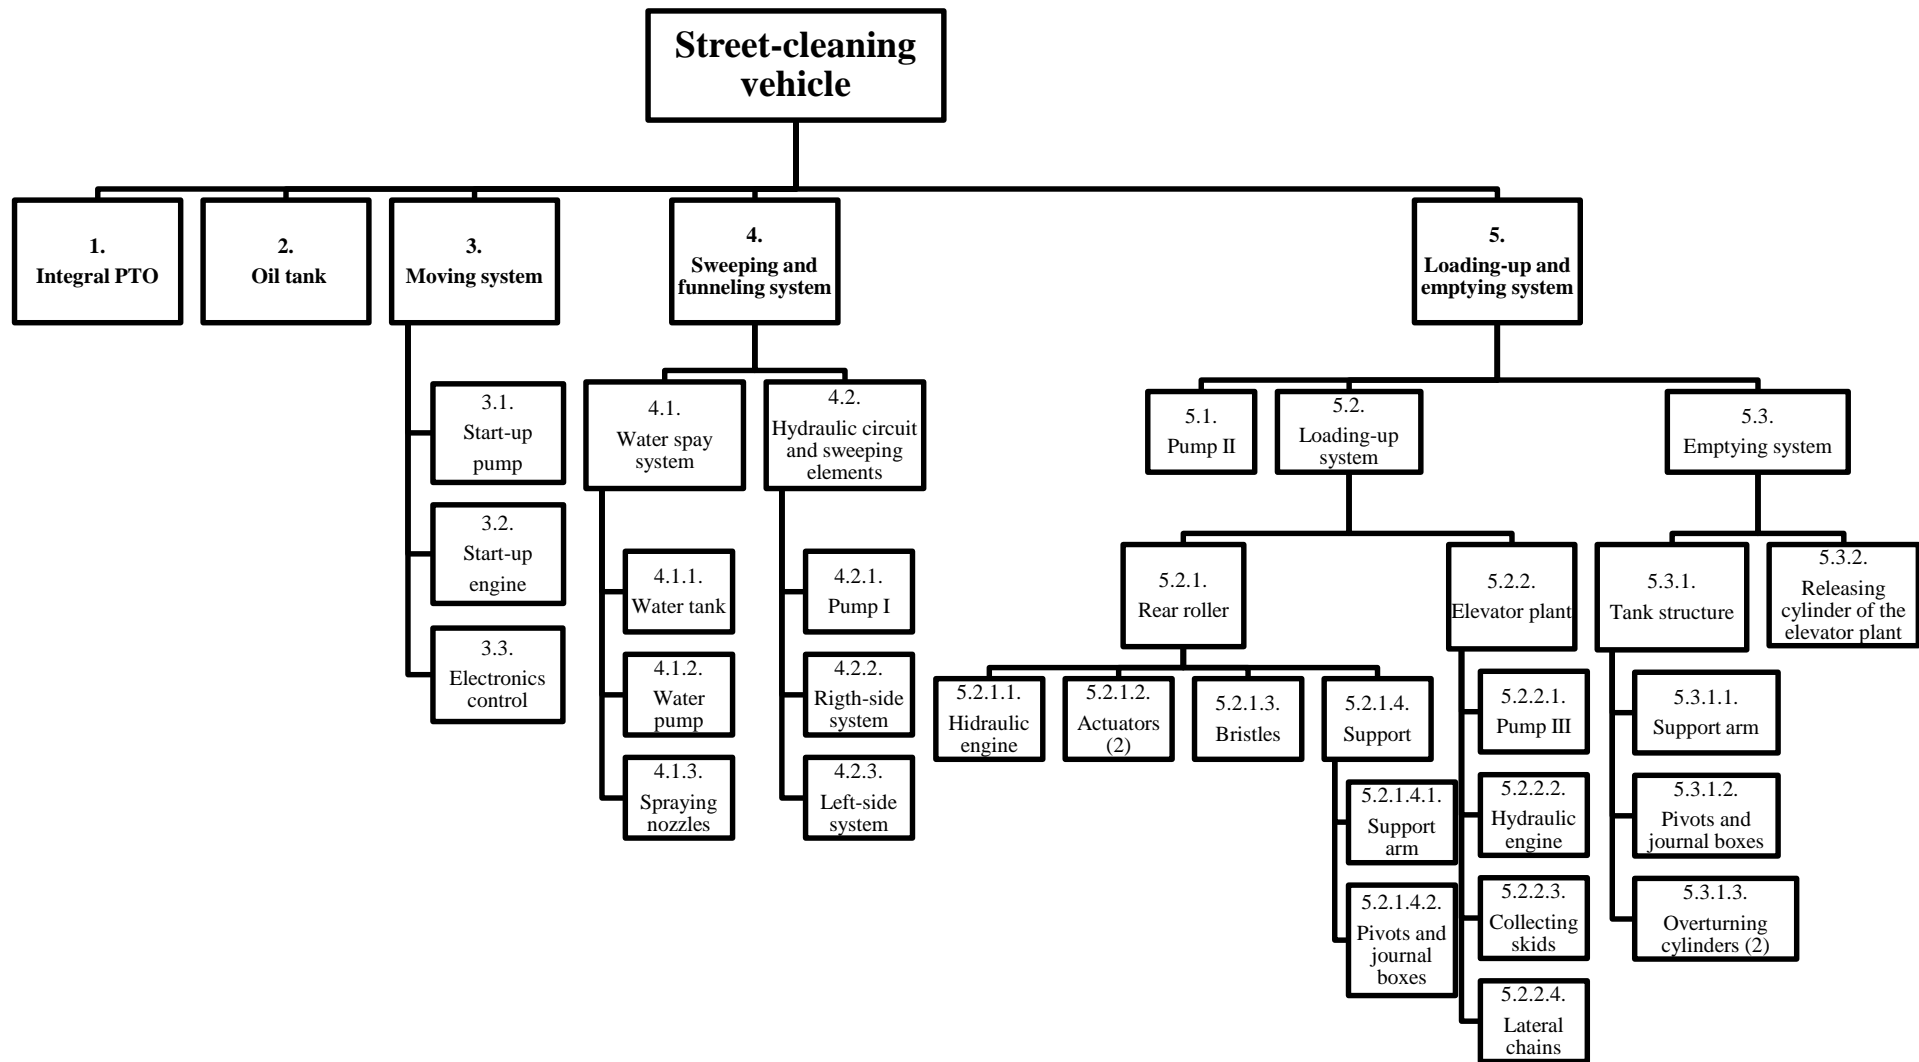 Street-cleaning
vehicle
1.
Integral PTO
2.
Oil tank
3.
Moving system
4.
Sweeping and
funneling system
5.
Loading-up and
emptying system
3.1.
Start-up
pump
3.2.
Start-up
engine
3.3.
Electronics
control
4.1.
Water spay
system
4.1.1.
Water tank
4.1.2.
Water
pump
4.1.3.
Spraying
nozzles
4.2.
Hydraulic circuit
and sweeping
elements
4.2.1.
Pump I
4.2.2.
Rigth-side
system
4.2.3.
Left-side
system
5.1.
Pump II
5.2.
Loading-up
system
5.3.
Emptying system
5.2.1.
Rear roller
5.2.1.1.
Hidraulic
engine
5.2.1.2.
Actuators
(2)
5.2.1.3.
Bristles
5.2.1.4.
Support
5.2.1.4.1.
Support
arm
5.2.1.4.2.
Pivots and
journal
boxes
5.2.2.
Elevator plant
5.2.2.1.
Pump III
5.2.2.2.
Hydraulic
engine
5.2.2.3.
Collecting
skids
5.2.2.4.
Lateral
chains
5.3.1.
Tank structure
5.3.1.1.
Support arm
5.3.1.2.
Pivots and
journal boxes
5.3.1.3.
Overturning
cylinders (2)
5.3.2.
Releasing
cylinder of the
elevator plant